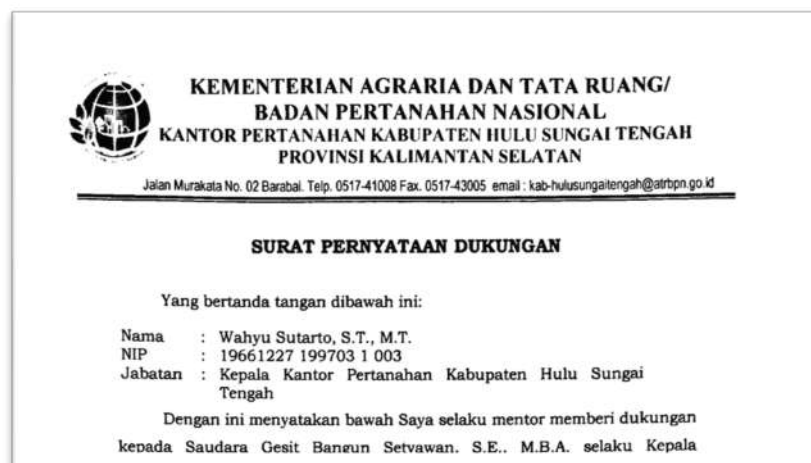 KEMENTERIAN AGRARIA DAN TATA RUANG/
BADAN PERTANAHAN NASIONAL
KANTOR PERTANAHAN KABUPATEN HULU SUNGAI TENGAH
PROVINSI KALIMANTAN SELATAN
Jalan Murakata No. 02 Barabai. Telp. 0517-41008 Fax. 0517-43005 email : kab-hulusungaitengah@atrbpn.go.id
SURAT PERNYATAAN DUKUNGAN
Yang bertanda tangan dibawah ini:
Nama : Wahyu Sutarto, S.T., M.T.
NIP : 19661227 199703 1 003
Jabatan : Kepala Kantor Pertanahan Kabupaten Hulu Sungai
Tengah
Dengan ini menyatakan bawah Saya selaku mentor memberi dukungan
kepada Saudara Gesit Bangun Setyawan, S.E., M.B.A. selaku Kepala